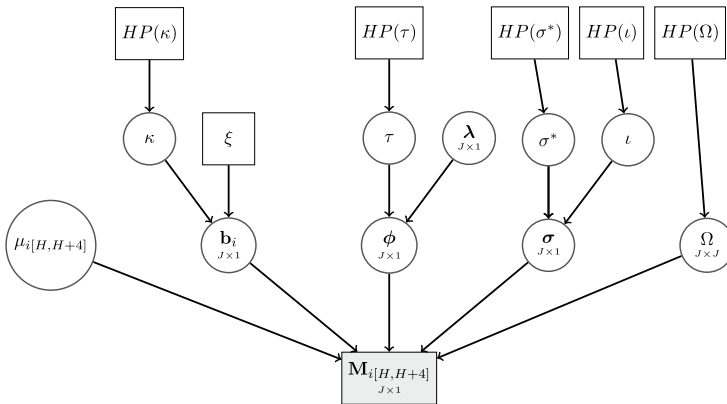 HP(κ) HP(τ) HP(σ*) HP(ι) HP(Ω)
κ ξ τ λ J×1 σ* ι
μ_{i[H,H+4]} b_i J×1 ϕ J×1 σ J×1 Ω J×J
M_{i[H,H+4]}
J×1